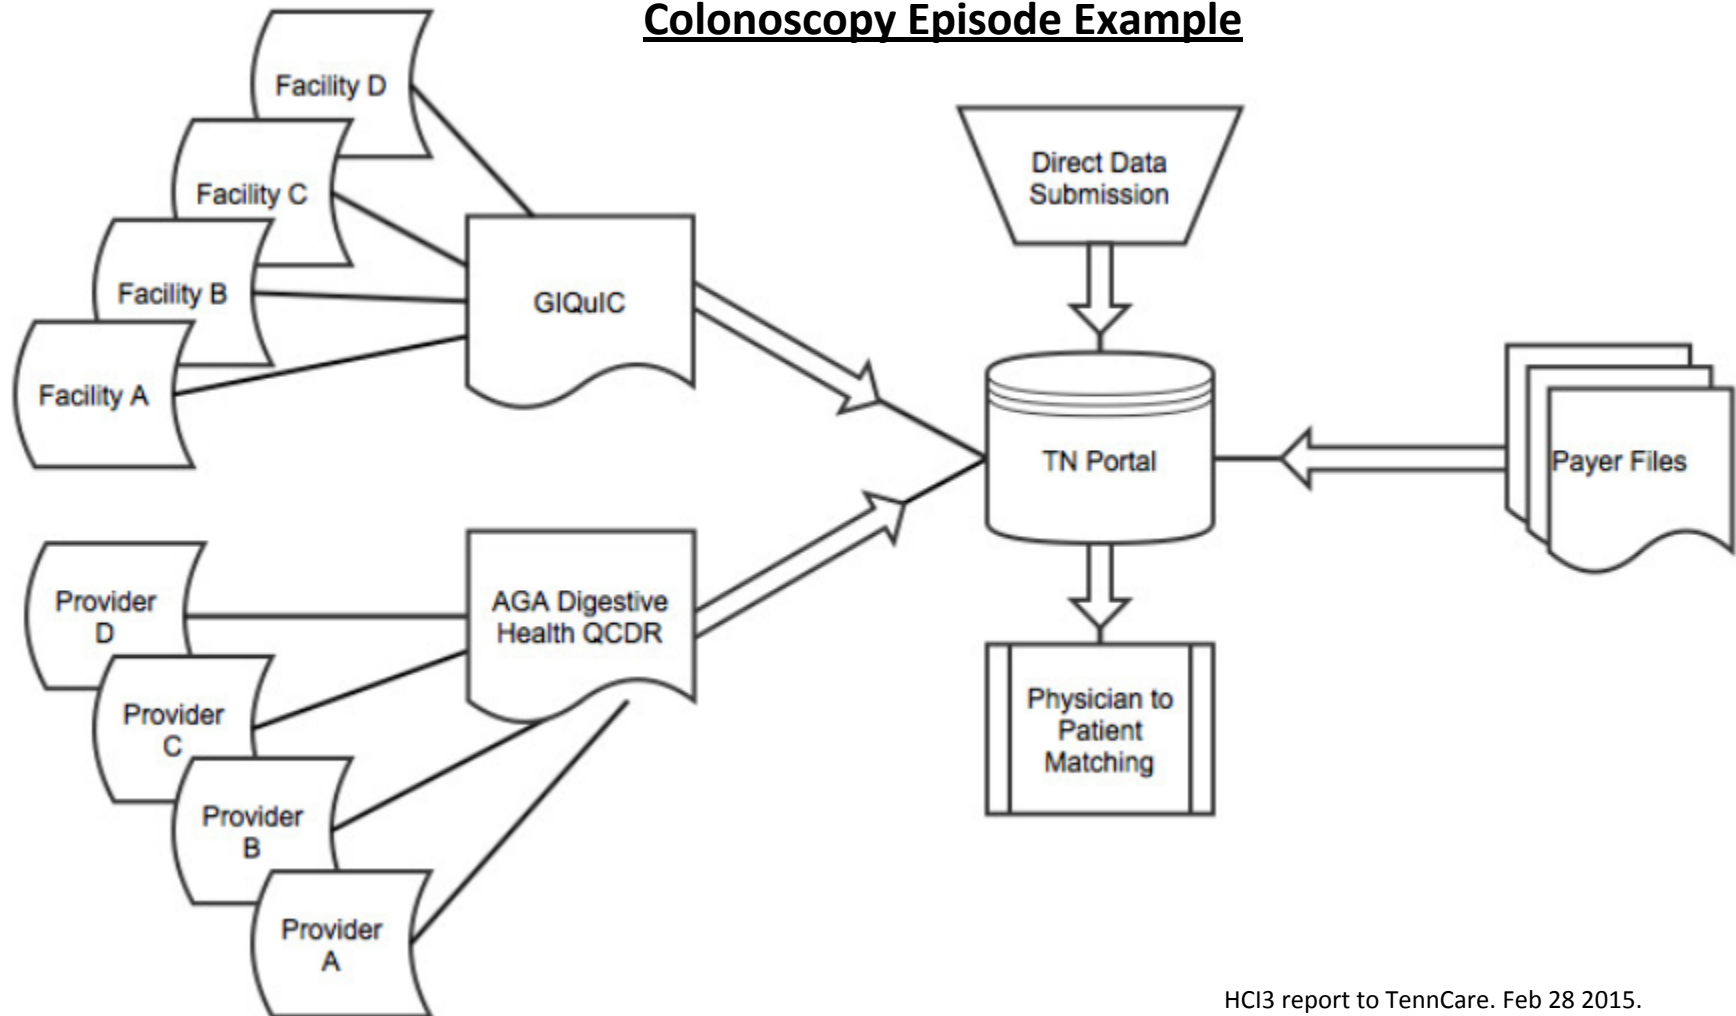 Colonoscopy Episode Example
Facility D
Facility C
Facility B
Facility A
GIQuIC
Direct Data
Submission
TN Portal
Payer Files
Provider
D
Provider
C
Provider
B
Provider
A
AGA Digestive
Health QCDR
Physician to
Patient
Matching
HCI3 report to TennCare. Feb 28 2015.